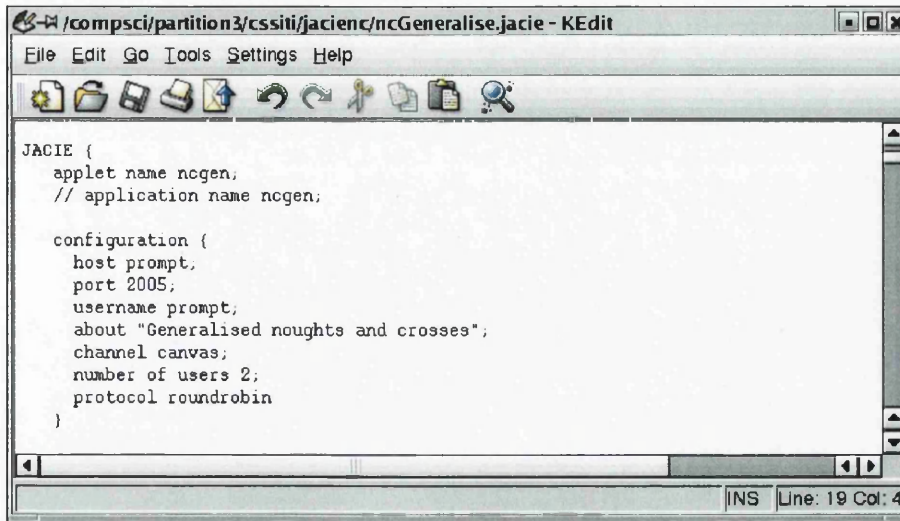 /compsci/partition3/cssiti/jacienc/ncGeneralise.jacie - KEdit
File Edit Go Tools Settings Help
JACIE {
applet name ncgen;
// application name ncgen;
configuration {
host prompt;
port 2005;
username prompt;
about "Generalised noughts and crosses";
channel canvas;
number of users 2;
protocol roundrobin
}
INS Line: 19 Col: 4